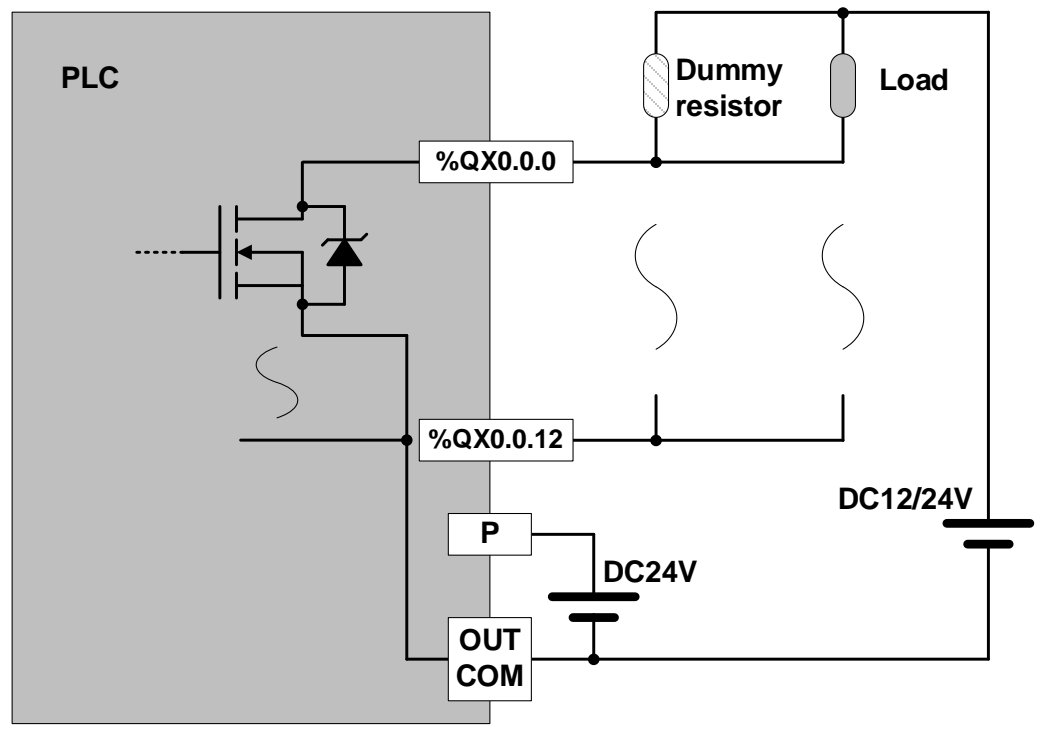 PLC
Dummy
resistor
Load
%QX0.0.0
%QX0.0.12
DC12/24V
P
DC24V
OUT
COM